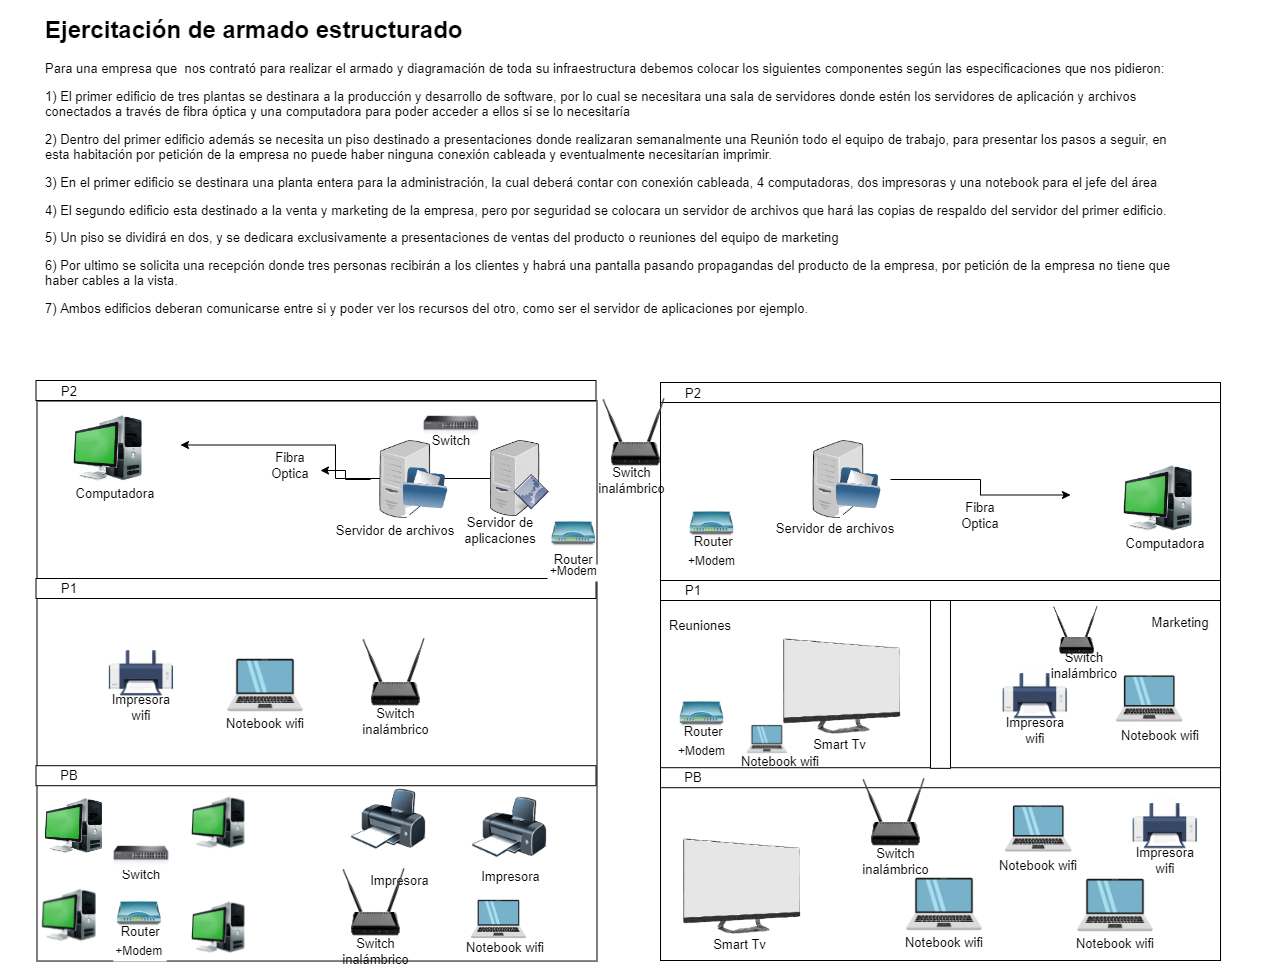 Ejercitación de armado estructurado
Para una empresa que  nos contrató para realizar el armado y diagramación de toda su infraestructura debemos colocar los siguientes componentes según las especificaciones que nos pidieron:
1) El primer edificio de tres plantas se destinara a la producción y desarrollo de software, por lo cual se necesitara una sala de servidores donde estén los servidores de aplicación y archivos
conectados a través de fibra óptica y una computadora para poder acceder a ellos si se lo necesitaría
2) Dentro del primer edificio además se necesita un piso destinado a presentaciones donde realizaran semanalmente una Reunión todo el equipo de trabajo, para presentar los pasos a seguir, en
esta habitación por petición de la empresa no puede haber ninguna conexión cableada y eventualmente necesitarían imprimir.
3) En el primer edificio se destinara una planta entera para la administración, la cual deberá contar con conexión cableada, 4 computadoras, dos impresoras y una notebook para el jefe del área
4) El segundo edificio esta destinado a la venta y marketing de la empresa, pero por seguridad se colocara un servidor de archivos que hará las copias de respaldo del servidor del primer edificio.
5) Un piso se dividirá en dos, y se dedicara exclusivamente a presentaciones de ventas del producto o reuniones del equipo de marketing
6) Por ultimo se solicita una recepción donde tres personas recibirán a los clientes y habrá una pantalla pasando propagandas del producto de la empresa, por petición de la empresa no tiene que
haber cables a la vista.
7) Ambos edificios deberan comunicarse entre si y poder ver los recursos del otro, como ser el servidor de aplicaciones por ejemplo.
P2
Computadora
Fibra
Optica
Switch
Servidor de archivos
Servidor de
aplicaciones
Router
+Modem
Switch
inalámbrico
P1
Impresora
wifi
Notebook wifi
Switch
inalámbrico
PB
Switch
Router
+Modem
Impresora
Impresora
Switch
inalámbrico
Notebook wifi
P2
Router
+Modem
Servidor de archivos
Fibra
Optica
Computadora
P1
Reuniones
Router
+Modem
Notebook wifi
Smart Tv
Marketing
Switch
inalámbrico
Impresora
wifi
Notebook wifi
PB
Smart Tv
Switch
inalámbrico
Notebook wifi
Impresora
wifi
Notebook wifi
Notebook wifi